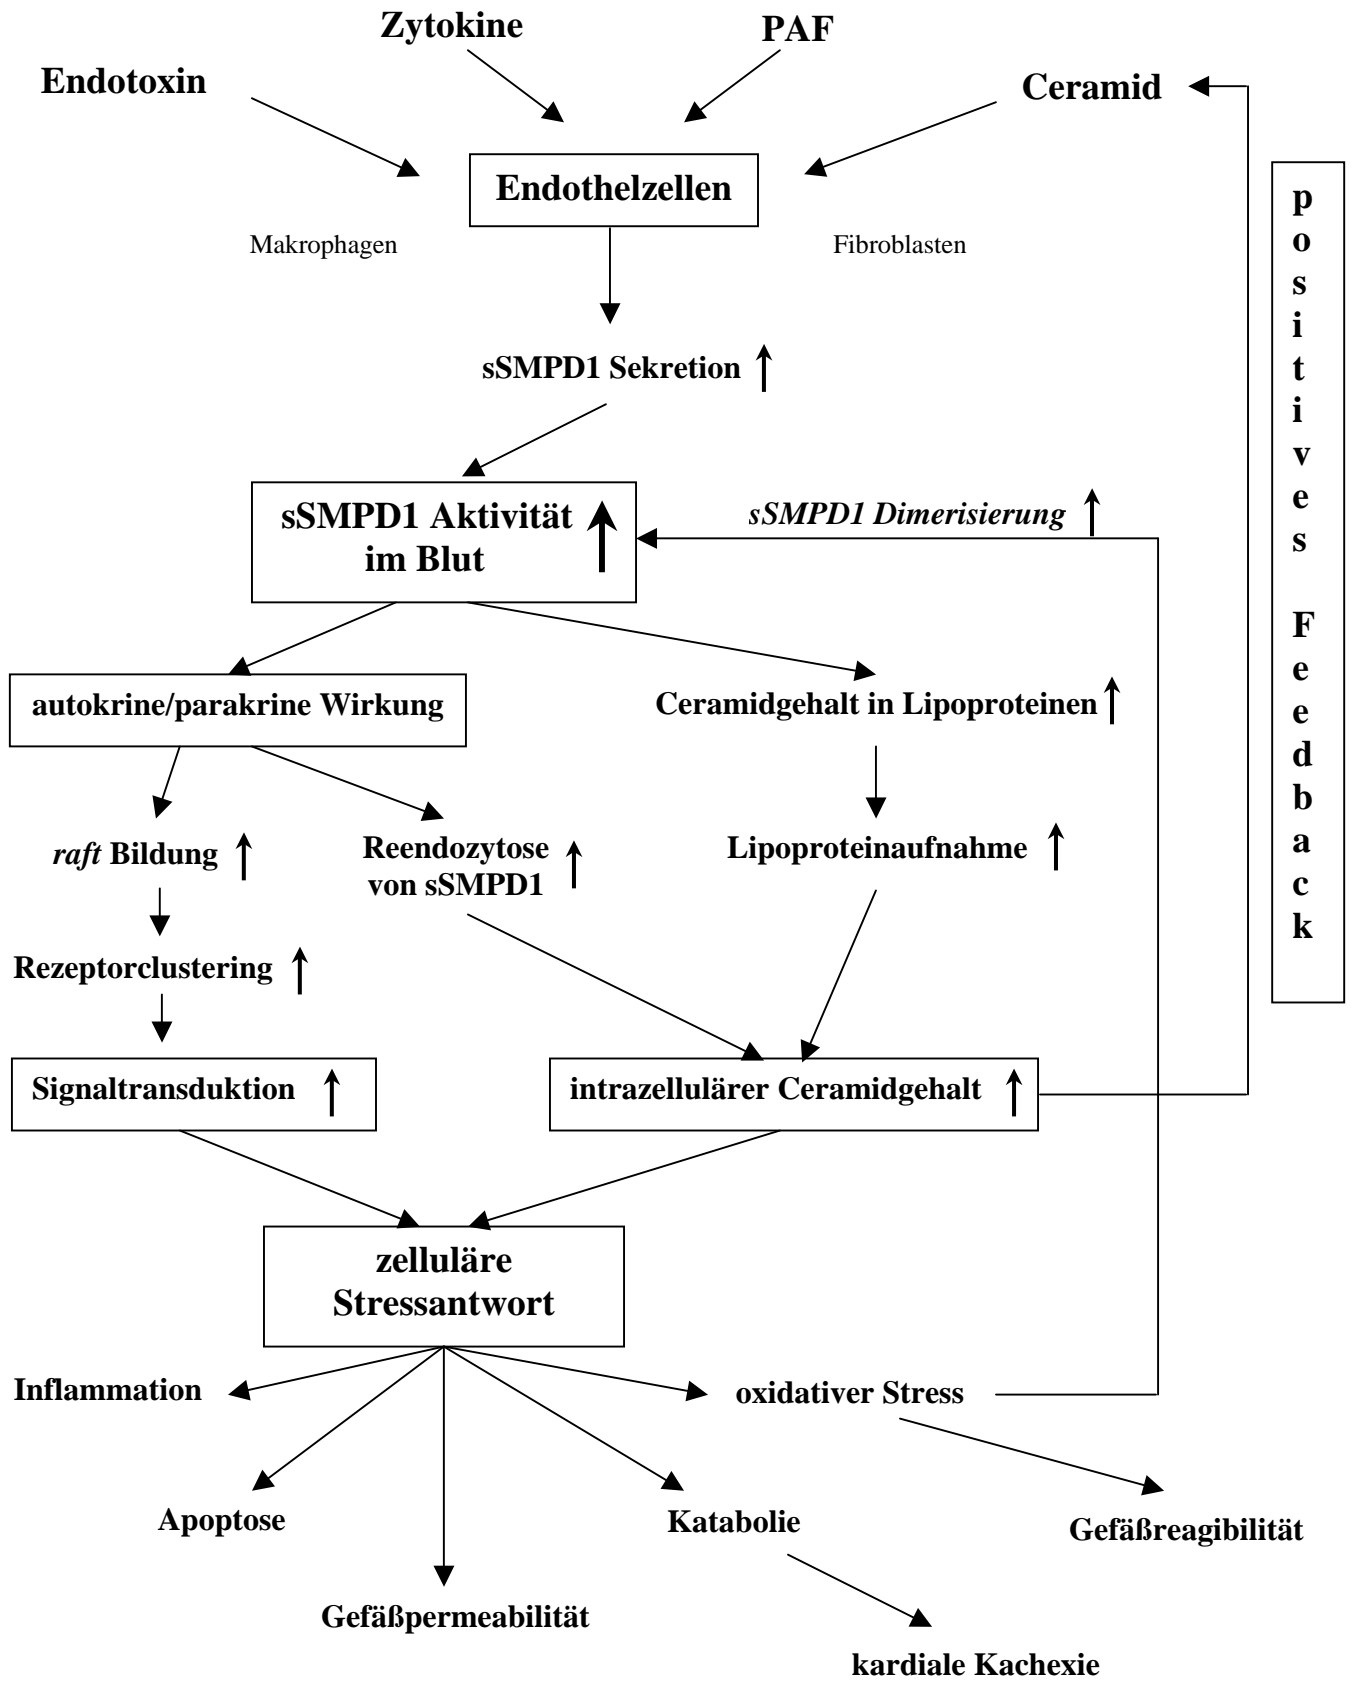 Zytokine
PAF
Endotoxin
Ceramid
Endothelzellen
Makrophagen
Fibroblasten
sSMPD1 Sekretion
sSMPD1 Aktivität
im Blut
sSMPD1 Dimerisierung
autokrine/parakrine Wirkung
Ceramidgehalt in Lipoproteinen
raft Bildung
Reendozytose
von sSMPD1
Lipoproteinaufnahme
Rezeptorclustering
Signaltransduktion
intrazellulärer Ceramidgehalt
zelluläre
Stressantwort
Inflammation
oxidativer Stress
Apoptose
Katabolie
Gefäßreagibilität
Gefäßpermeabilität
kardiale Kachexie
positives Feedback